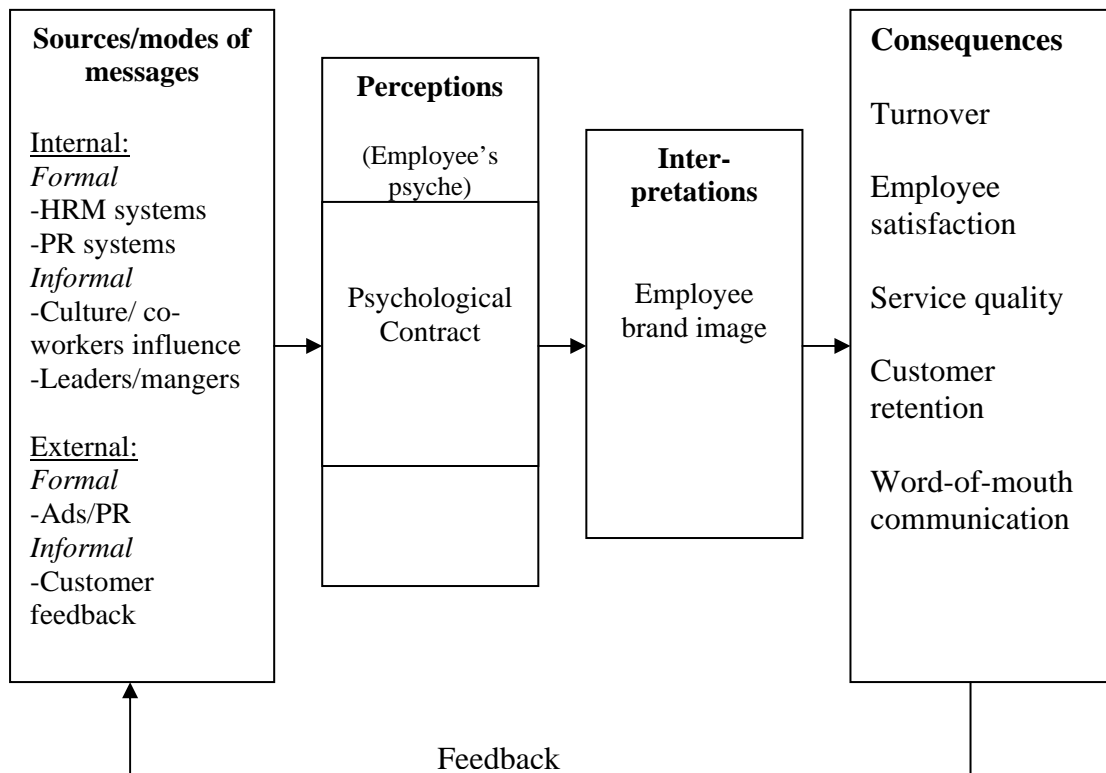 Sources/modes of
messages
Internal:
Formal
-HRM systems
-PR systems
Informal
-Culture/ co-
workers influence
-Leaders/mangers
External:
Formal
-Ads/PR
Informal
-Customer
feedback
Perceptions
(Employee’s
psyche)
Psychological
Contract
Inter-
pretations
Employee
brand image
Consequences
Turnover
Employee
satisfaction
Service quality
Customer
retention
Word-of-mouth
communication
Feedback